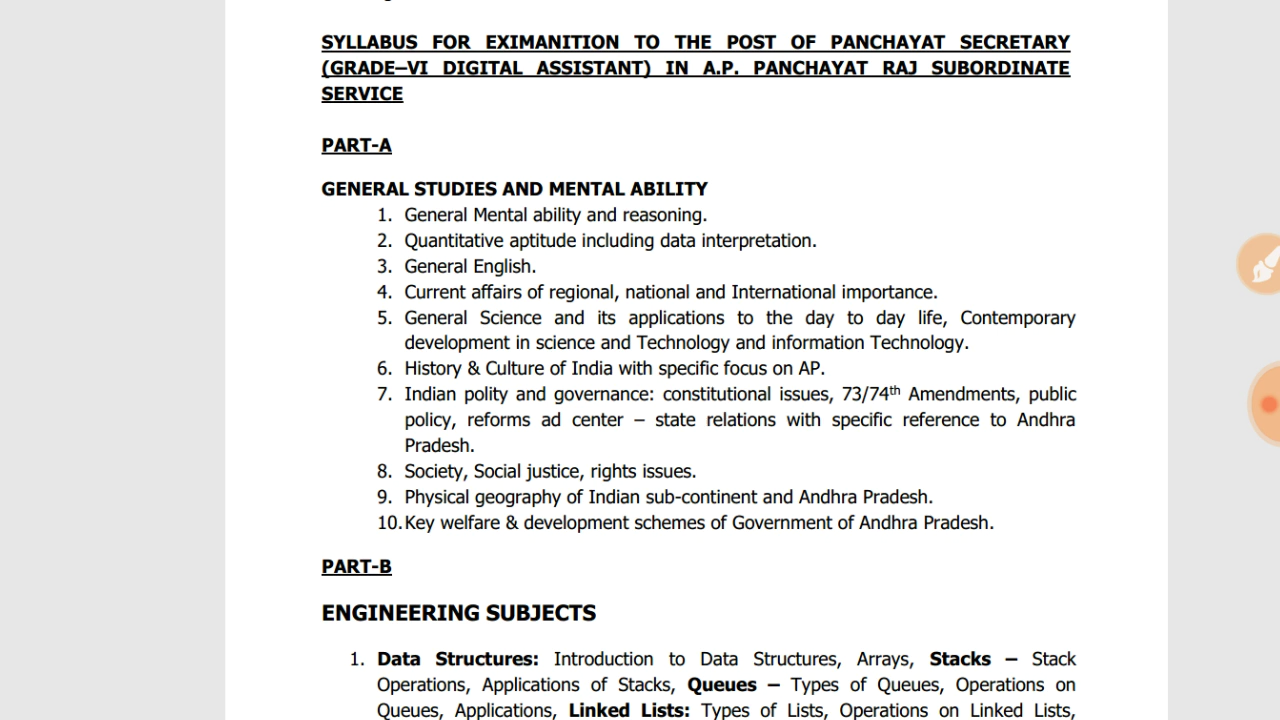 SYLLABUS FOR EXIMANITION TO THE POST OF PANCHAYAT SECRETARY
(GRADE–VI DIGITAL ASSISTANT) IN A.P. PANCHAYAT RAJ SUBORDINATE
SERVICE
PART-A
GENERAL STUDIES AND MENTAL ABILITY
1. General Mental ability and reasoning.
2. Quantitative aptitude including data interpretation.
3. General English.
4. Current affairs of regional, national and International importance.
5. General Science and its applications to the day to day life, Contemporary
development in science and Technology and information Technology.
6. History & Culture of India with specific focus on AP.
7. Indian polity and governance: constitutional issues, 73/74th Amendments, public
policy, reforms ad center – state relations with specific reference to Andhra
Pradesh.
8. Society, Social justice, rights issues.
9. Physical geography of Indian sub-continent and Andhra Pradesh.
10. Key welfare & development schemes of Government of Andhra Pradesh.
PART-B
ENGINEERING SUBJECTS
1. Data Structures: Introduction to Data Structures, Arrays, Stacks – Stack
Operations, Applications of Stacks, Queues – Types of Queues, Operations on
Queues, Applications, Linked Lists: Types of Lists, Operations on Linked Lists,